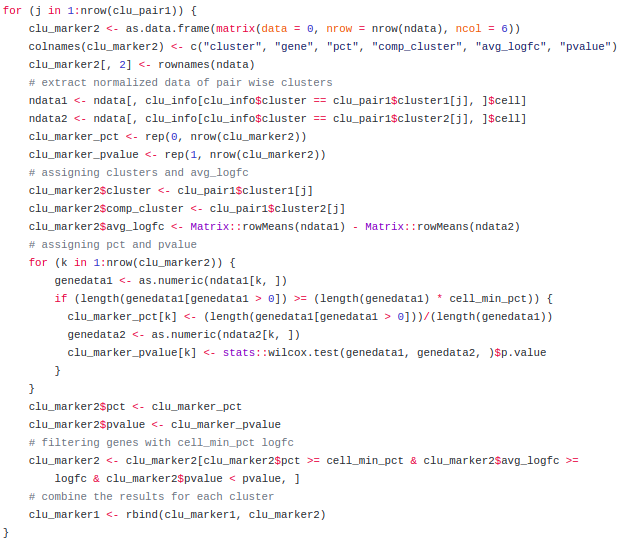 for (j in 1:nrow(clu_pair1)) {
    clu_marker2 <- as.data.frame(matrix(data = 0, nrow = nrow(ndata), ncol = 6))
    colnames(clu_marker2) <- c("cluster", "gene", "pct", "comp_cluster", "avg_logfc", "pvalue")
    clu_marker2[, 2] <- rownames(ndata)
    # extract normalized data of pair wise clusters
    ndata1 <- ndata[, clu_info[clu_info$cluster == clu_pair1$cluster1[j], ]$cell]
    ndata2 <- ndata[, clu_info[clu_info$cluster == clu_pair1$cluster2[j], ]$cell]
    clu_marker_pct <- rep(0, nrow(clu_marker2))
    clu_marker_pvalue <- rep(1, nrow(clu_marker2))
    # assigning clusters and avg_logfc
    clu_marker2$cluster <- clu_pair1$cluster1[j]
    clu_marker2$comp_cluster <- clu_pair1$cluster2[j]
    clu_marker2$avg_logfc <- Matrix::rowMeans(ndata1) - Matrix::rowMeans(ndata2)
    # assigning pct and pvalue
    for (k in 1:nrow(clu_marker2)) {
        genedata1 <- as.numeric(ndata1[k, ])
        if (length(genedata1[genedata1 > 0]) >= (length(genedata1) * cell_min_pct)) {
          clu_marker_pct[k] <- (length(genedata1[genedata1 > 0]))/(length(genedata1))
          genedata2 <- as.numeric(ndata2[k, ])
          clu_marker_pvalue[k] <- stats::wilcox.test(genedata1, genedata2, )$p.value
        }
    }
    clu_marker2$pct <- clu_marker_pct
    clu_marker2$pvalue <- clu_marker_pvalue
    # filtering genes with cell_min_pct logfc
    clu_marker2 <- clu_marker2[clu_marker2$pct >= cell_min_pct & clu_marker2$avg_logfc >=
        logfc & clu_marker2$pvalue < pvalue, ]
    # combine the results for each cluster
    clu_marker1 <- rbind(clu_marker1, clu_marker2)
}